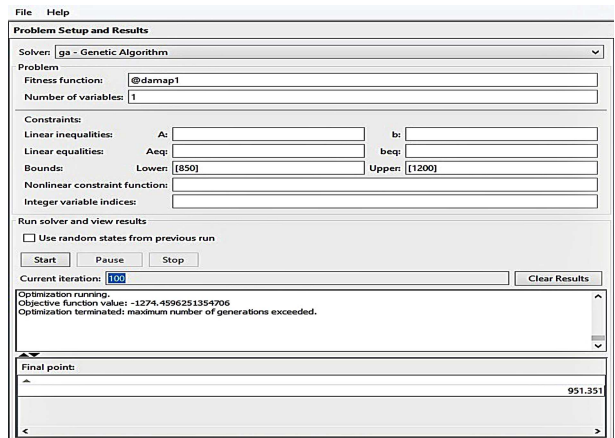 File Help
Problem Setup and Results
Solver: ga - Genetic Algorithm
Problem
Fitness function: @damap1
Number of variables: 1
Constraints:
Linear inequalities: A: b:
Linear equalities: Aeq: beq:
Bounds: Lower: [850] Upper: [1200]
Nonlinear constraint function:
Integer variable indices:
Run solver and view results
Use random states from previous run
Start Pause Stop
Current iteration: 100 Clear Results
Optimization running.
Objective function value: -1274.4596251354706
Optimization terminated: maximum number of generations exceeded.
Final point:
951.351